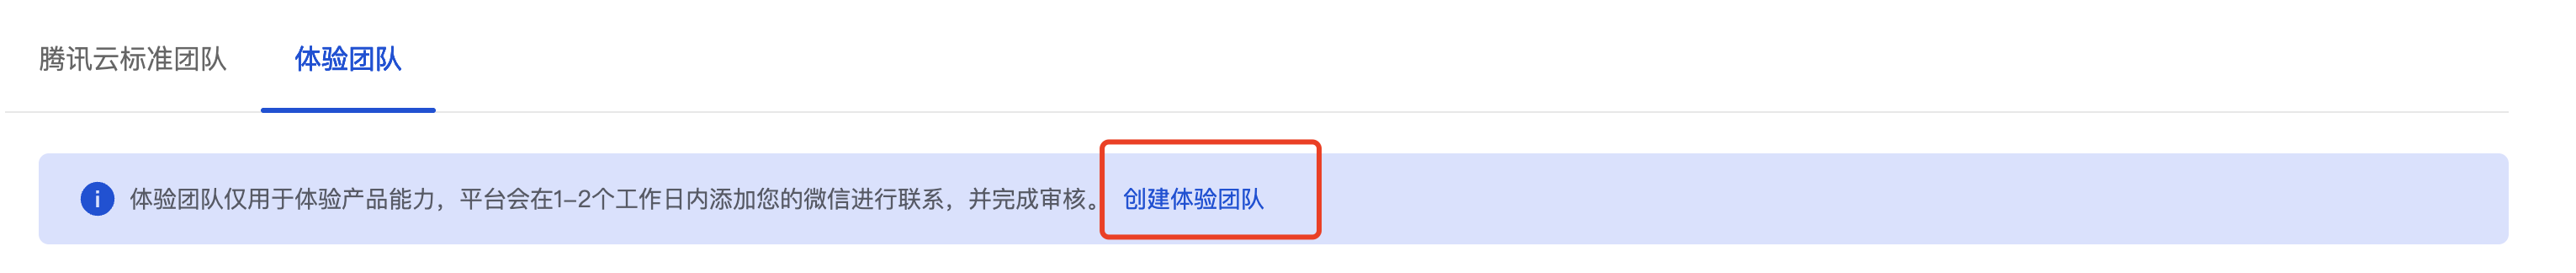 腾讯云标准团队 体验团队
体验团队仅用于体验产品能力，平台会在1-2个工作日内添加您的微信进行联系，并完成审核。 创建体验团队